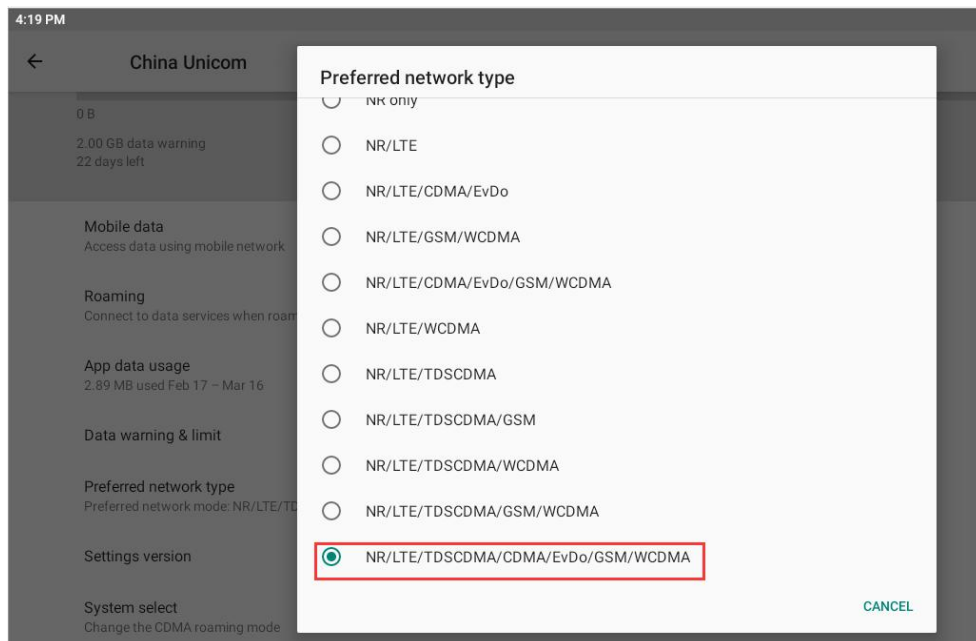 4:19 PM
China Unicom
0 B
2.00 GB data warning
22 days left
Mobile data
Access data using mobile network
Roaming
Connect to data services when roam
App data usage
2.89 MB used Feb 17 – Mar 16
Data warning & limit
Preferred network type
Preferred network mode: NR/LTE/TD
Settings version
System select
Change the CDMA roaming mode
Preferred network type
NR only
NR/LTE
NR/LTE/CDMA/EvDo
NR/LTE/GSM/WCDMA
NR/LTE/CDMA/EvDo/GSM/WCDMA
NR/LTE/WCDMA
NR/LTE/TDSCDMA
NR/LTE/TDSCDMA/GSM
NR/LTE/TDSCDMA/WCDMA
NR/LTE/TDSCDMA/GSM/WCDMA
NR/LTE/TDSCDMA/CDMA/EvDo/GSM/WCDMA
CANCEL